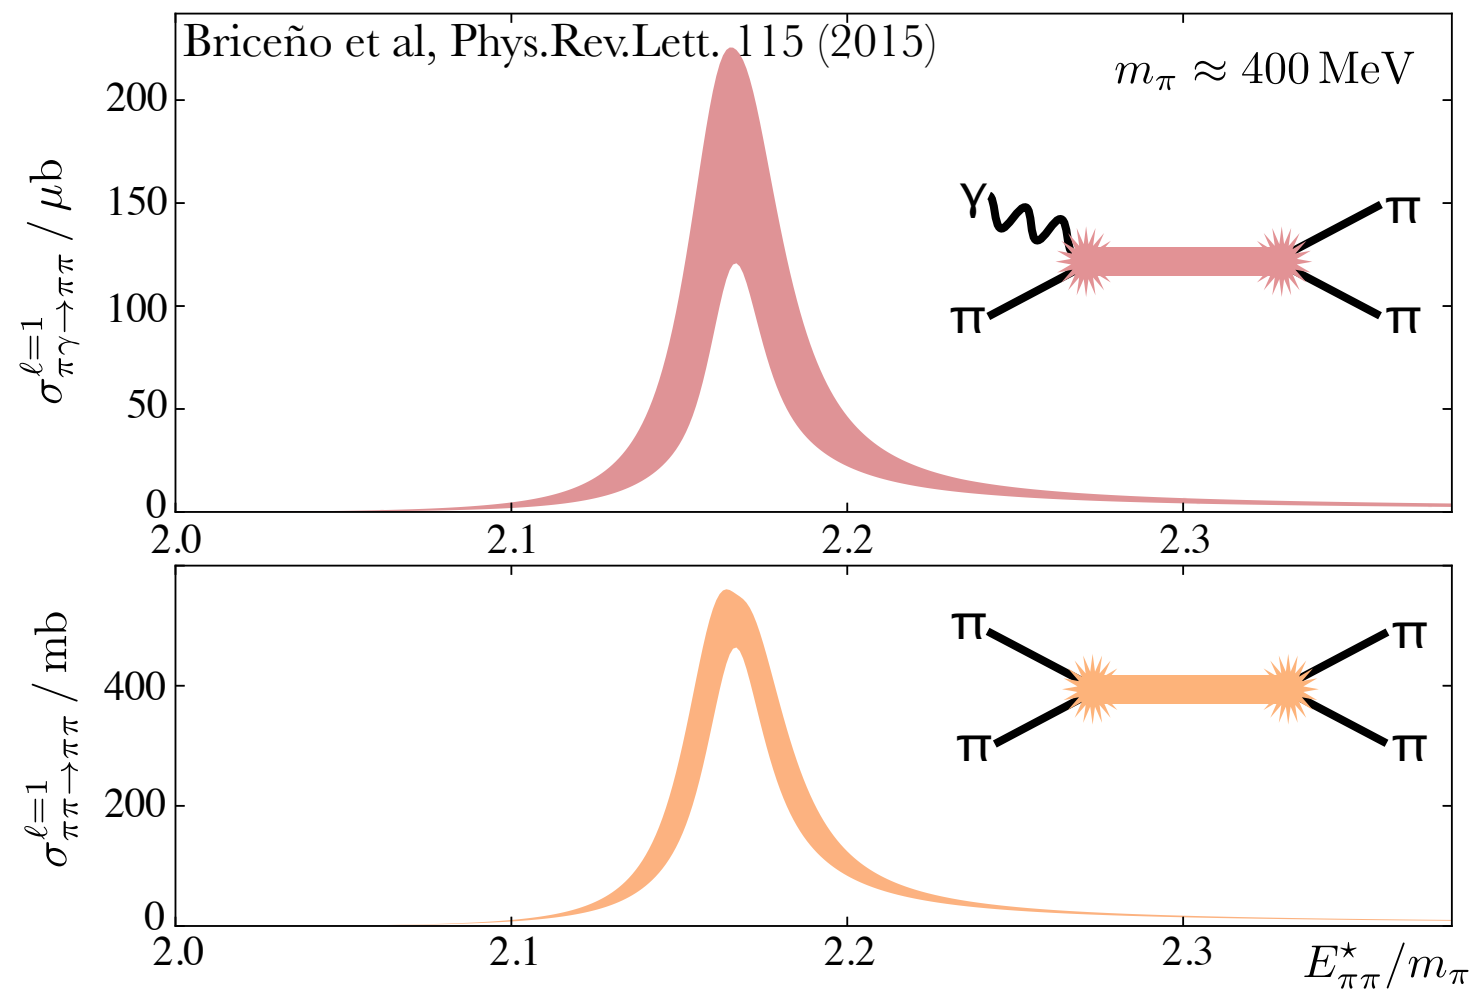 Briceño et al, Phys.Rev.Lett. 115 (2015)
m_π ≈ 400 MeV
σ^{ℓ=1}_{πγ→ππ} / μb
200
150
100
50
0
γ
π
π
π
2.0 2.1 2.2 2.3
σ^{ℓ=1}_{ππ→ππ} / mb
400
200
0
π
π
π
π
2.0 2.1 2.2 2.3
E^⋆_{ππ}/m_π